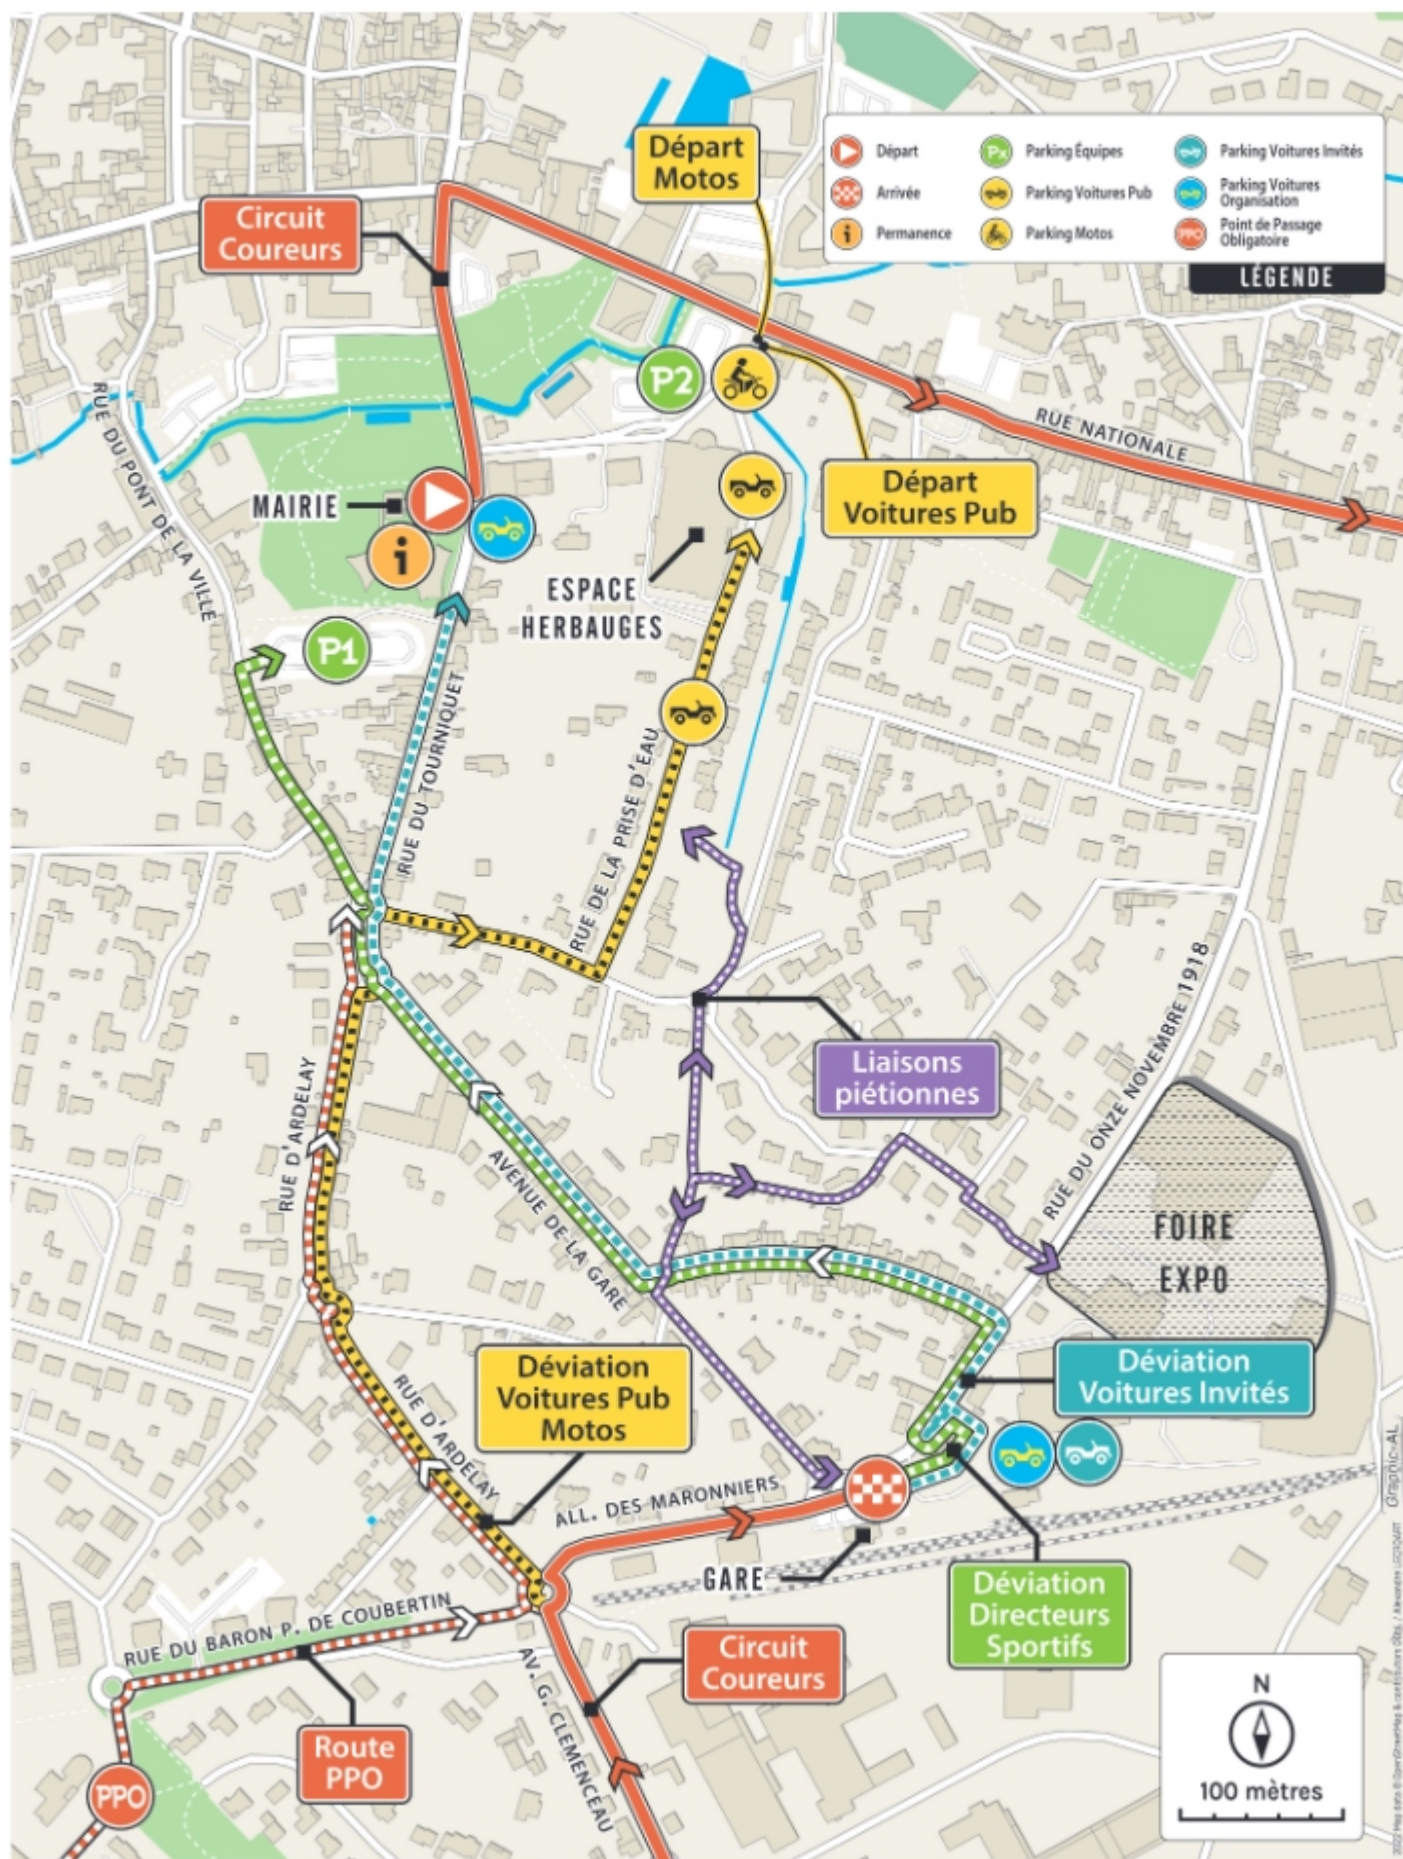 Départ
Motos
Circuit
Coureurs
Départ
Px
Parking Équipes
Parking Voitures Invités
Arrivée
Parking Voitures Pub
Parking Voitures
Organisation
i
Permanence
Parking Motos
PPO
Point de Passage
Obligatoire
LÉGENDE
P2
RUE DU PONT DE LA VILLE
RUE NATIONALE
MAIRIE
Départ
Voitures Pub
i
ESPACE
HERBAUGES
P1
RUE DU TOURNIQUET
RUE DE LA PRISE D'EAU
RUE DU ONZE NOVEMBRE 1918
Liaisons
piétionnes
RUE D'ARDELAY
AVENUE DE LA GARE
FOIRE
EXPO
Déviation
Voitures Pub
Motos
Déviation
Voitures Invités
RUE D'ARDELAY
ALL. DES MARONNIERS
GARE
Déviation
Directeurs
Sportifs
RUE DU BARON P. DE COUBERTIN
AV. G. CLEMENCEAU
Circuit
Coureurs
Route
PPO
PPO
N
100 mètres
Graphic-AL